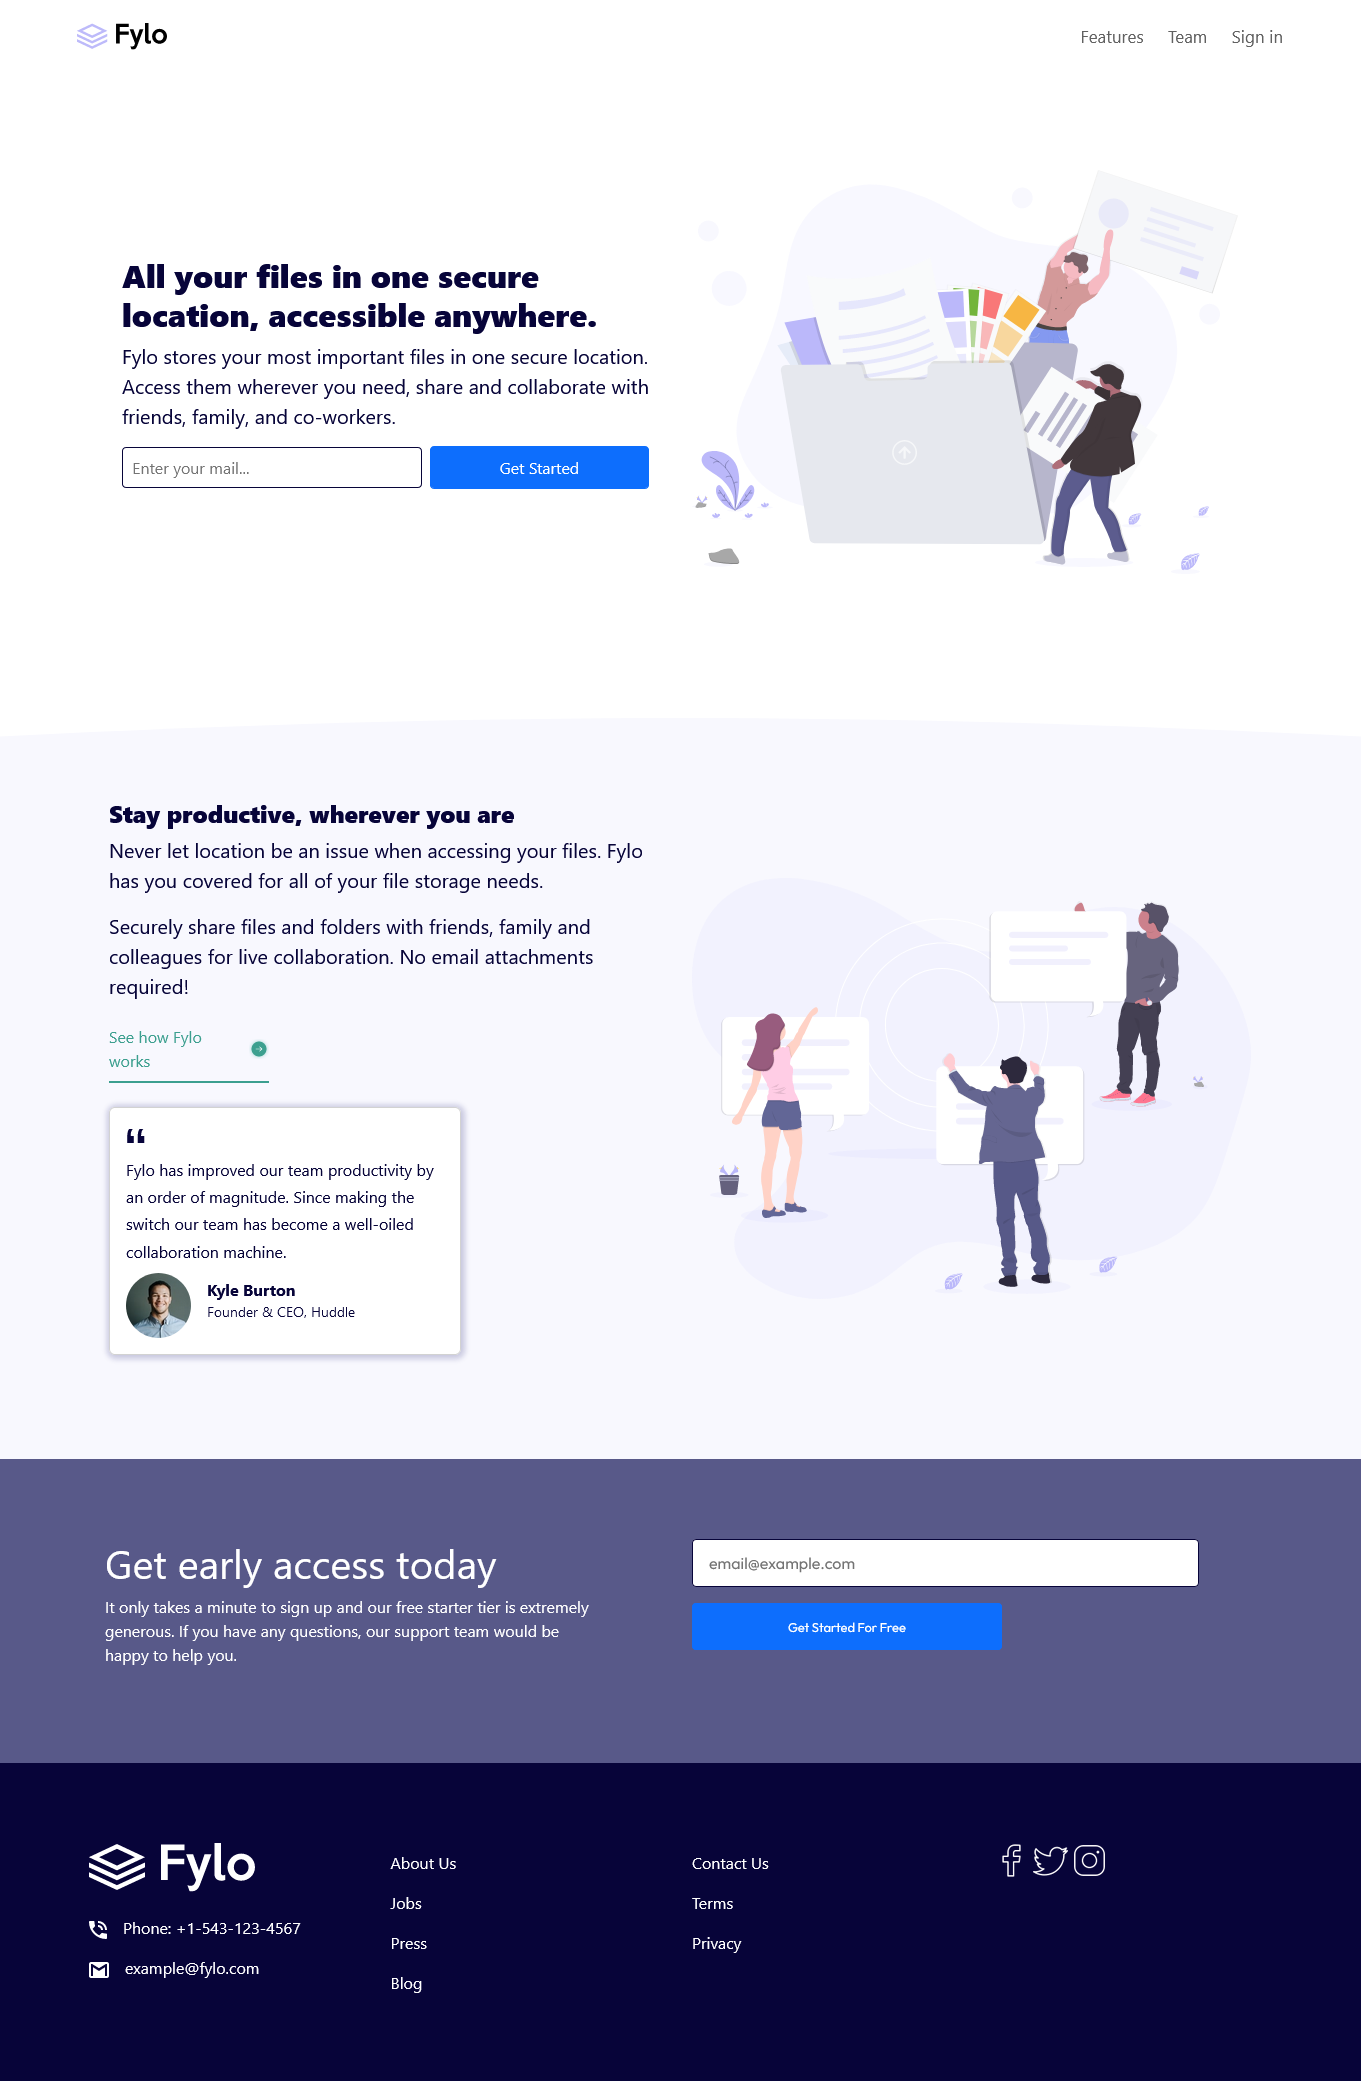 Fylo
Features Team Sign in
All your files in one secure
location, accessible anywhere.
Fylo stores your most important files in one secure location.
Access them wherever you need, share and collaborate with
friends, family, and co-workers.
Enter your mail... Get Started
Stay productive, wherever you are
Never let location be an issue when accessing your files. Fylo
has you covered for all of your file storage needs.
Securely share files and folders with friends, family and
colleagues for live collaboration. No email attachments
required!
See how Fylo
works
“
Fylo has improved our team productivity by
an order of magnitude. Since making the
switch our team has become a well-oiled
collaboration machine.
Kyle Burton
Founder & CEO, Huddle
Get early access today
It only takes a minute to sign up and our free starter tier is extremely
generous. If you have any questions, our support team would be
happy to help you.
email@example.com
Get Started For Free
Fylo
Phone: +1-543-123-4567
example@fylo.com
About Us
Jobs
Press
Blog
Contact Us
Terms
Privacy